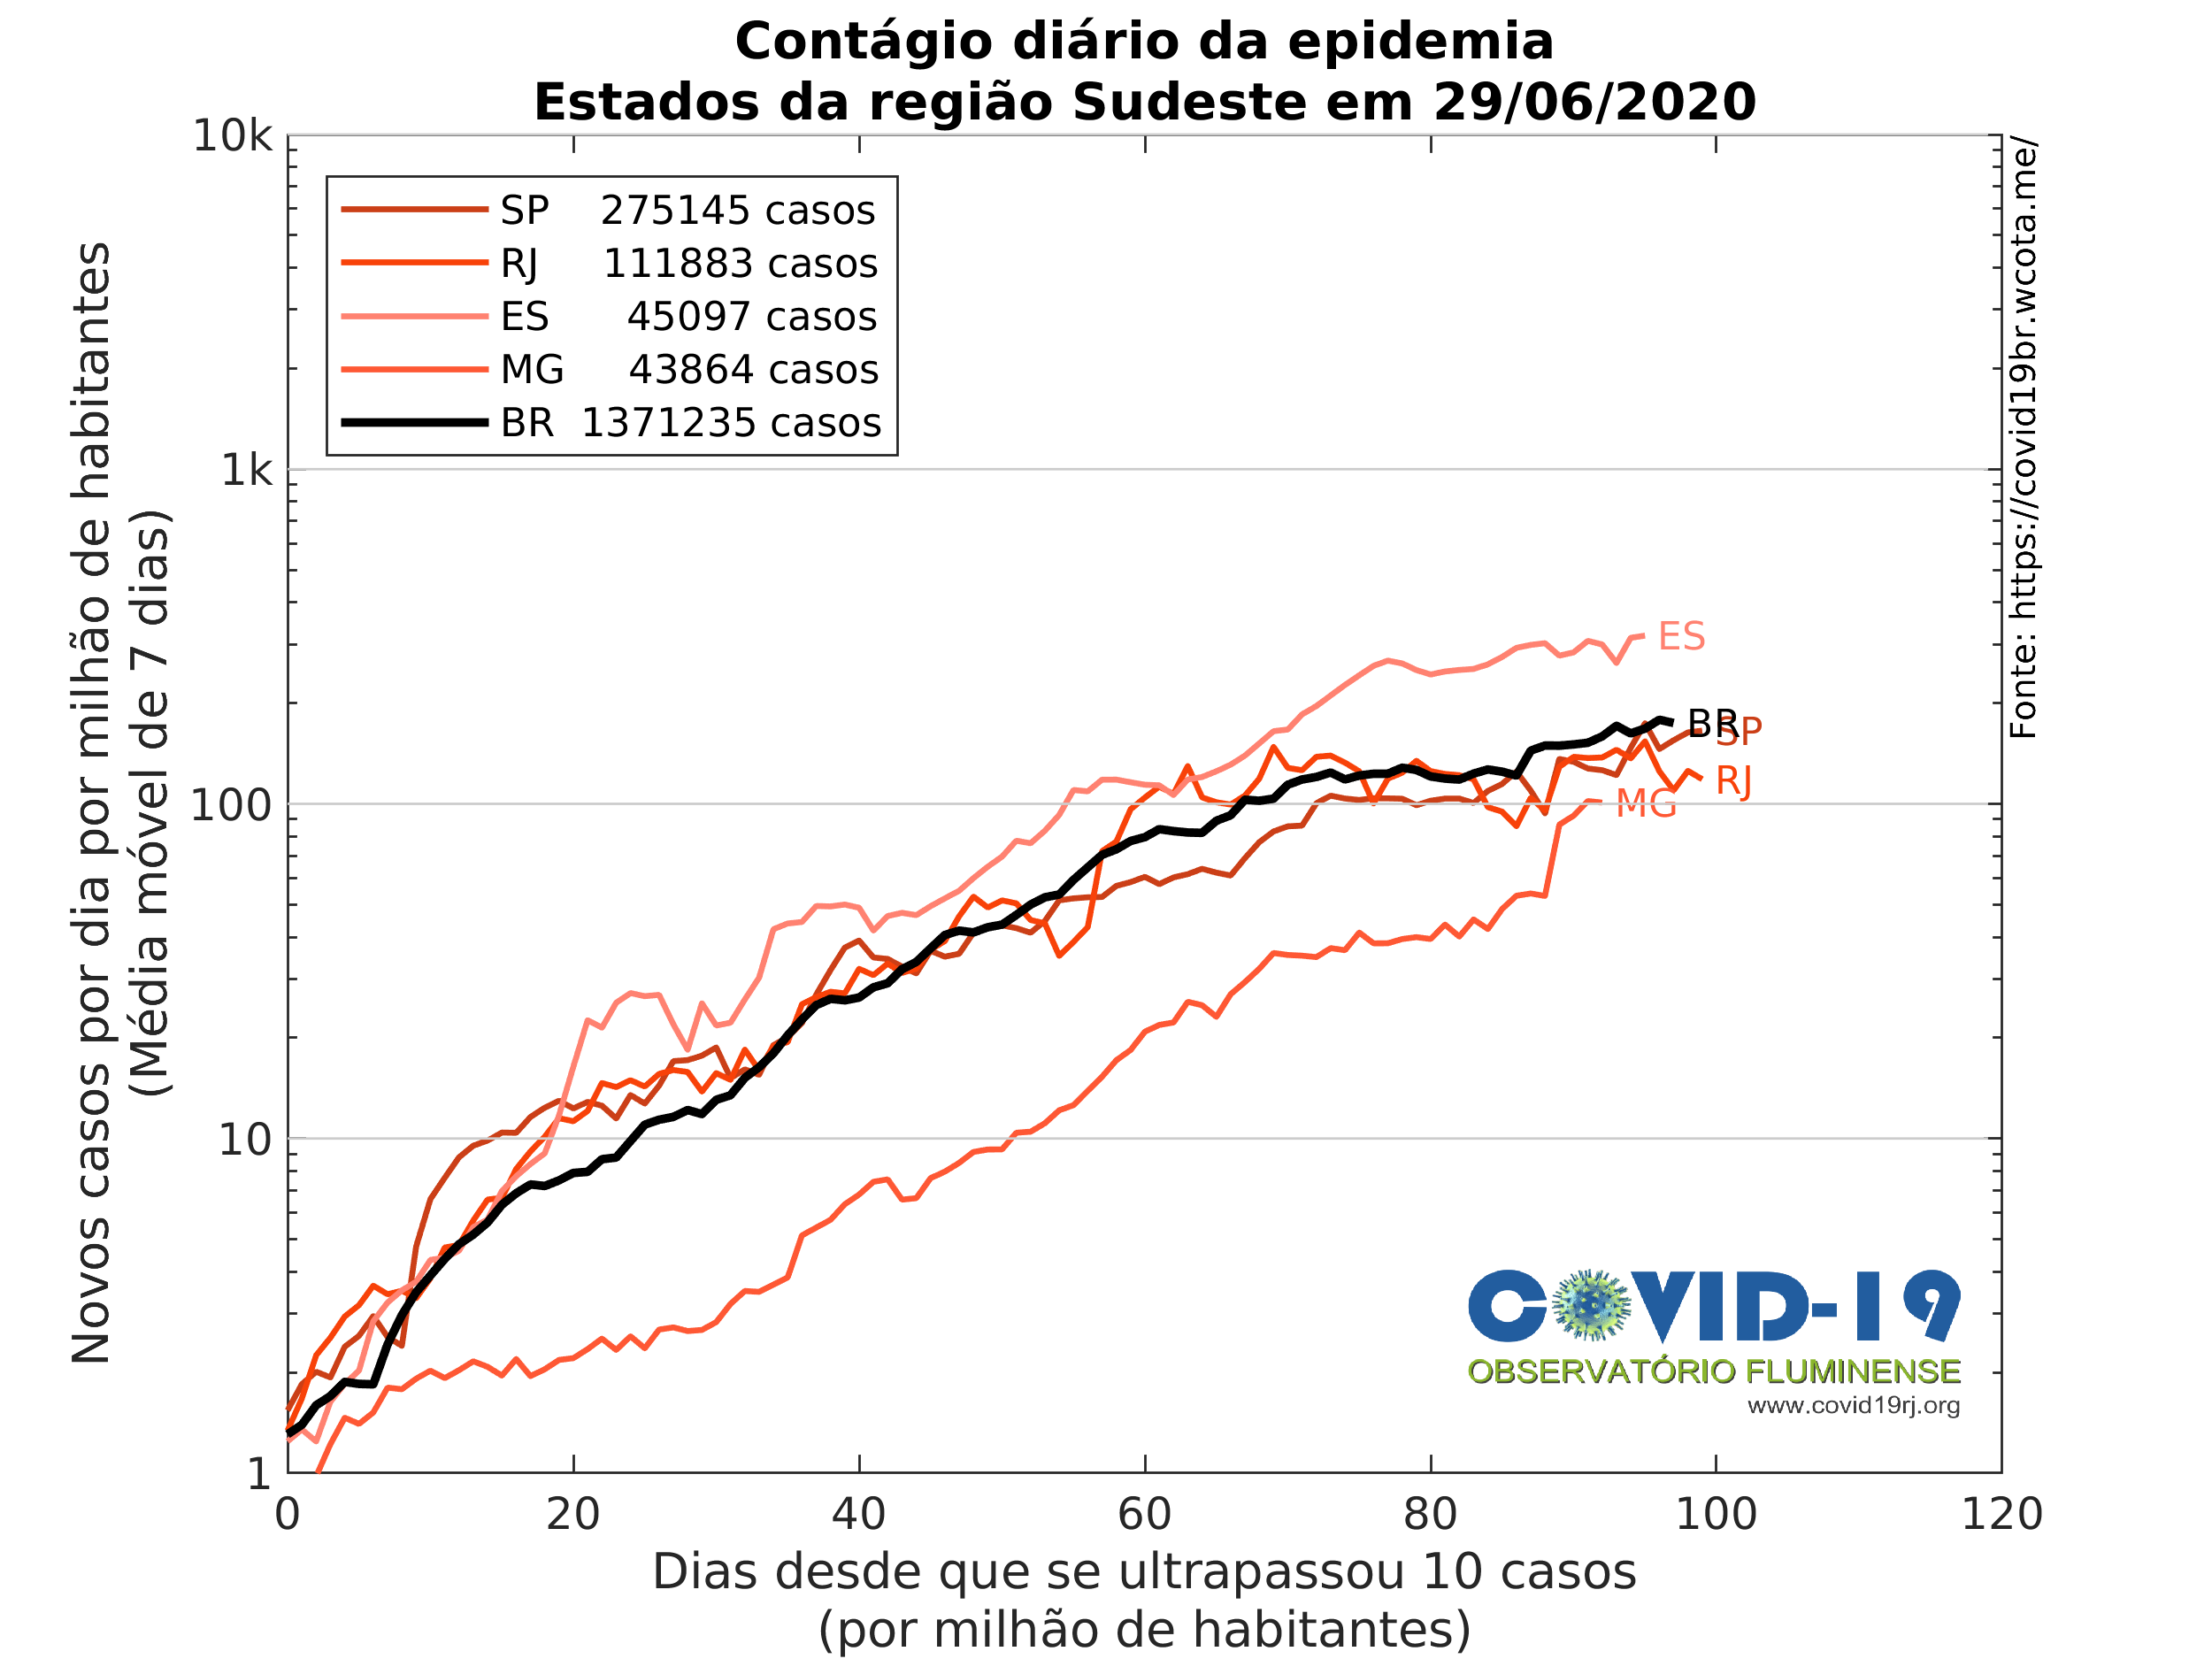 Contágio diário da epidemia
Estados da região Sudeste em 29/06/2020
Novos casos por dia por milhão de habitantes
(Média móvel de 7 dias)
10k
1k
100
10
1
SP 275145 casos
RJ 111883 casos
ES 45097 casos
MG 43864 casos
BR 1371235 casos
ES
BR
SP
RJ
MG
Fonte: https://covid19br.wcota.me/
COVID-19
OBSERVATÓRIO FLUMINENSE
www.covid19rj.org
0 20 40 60 80 100 120
Dias desde que se ultrapassou 10 casos
(por milhão de habitantes)